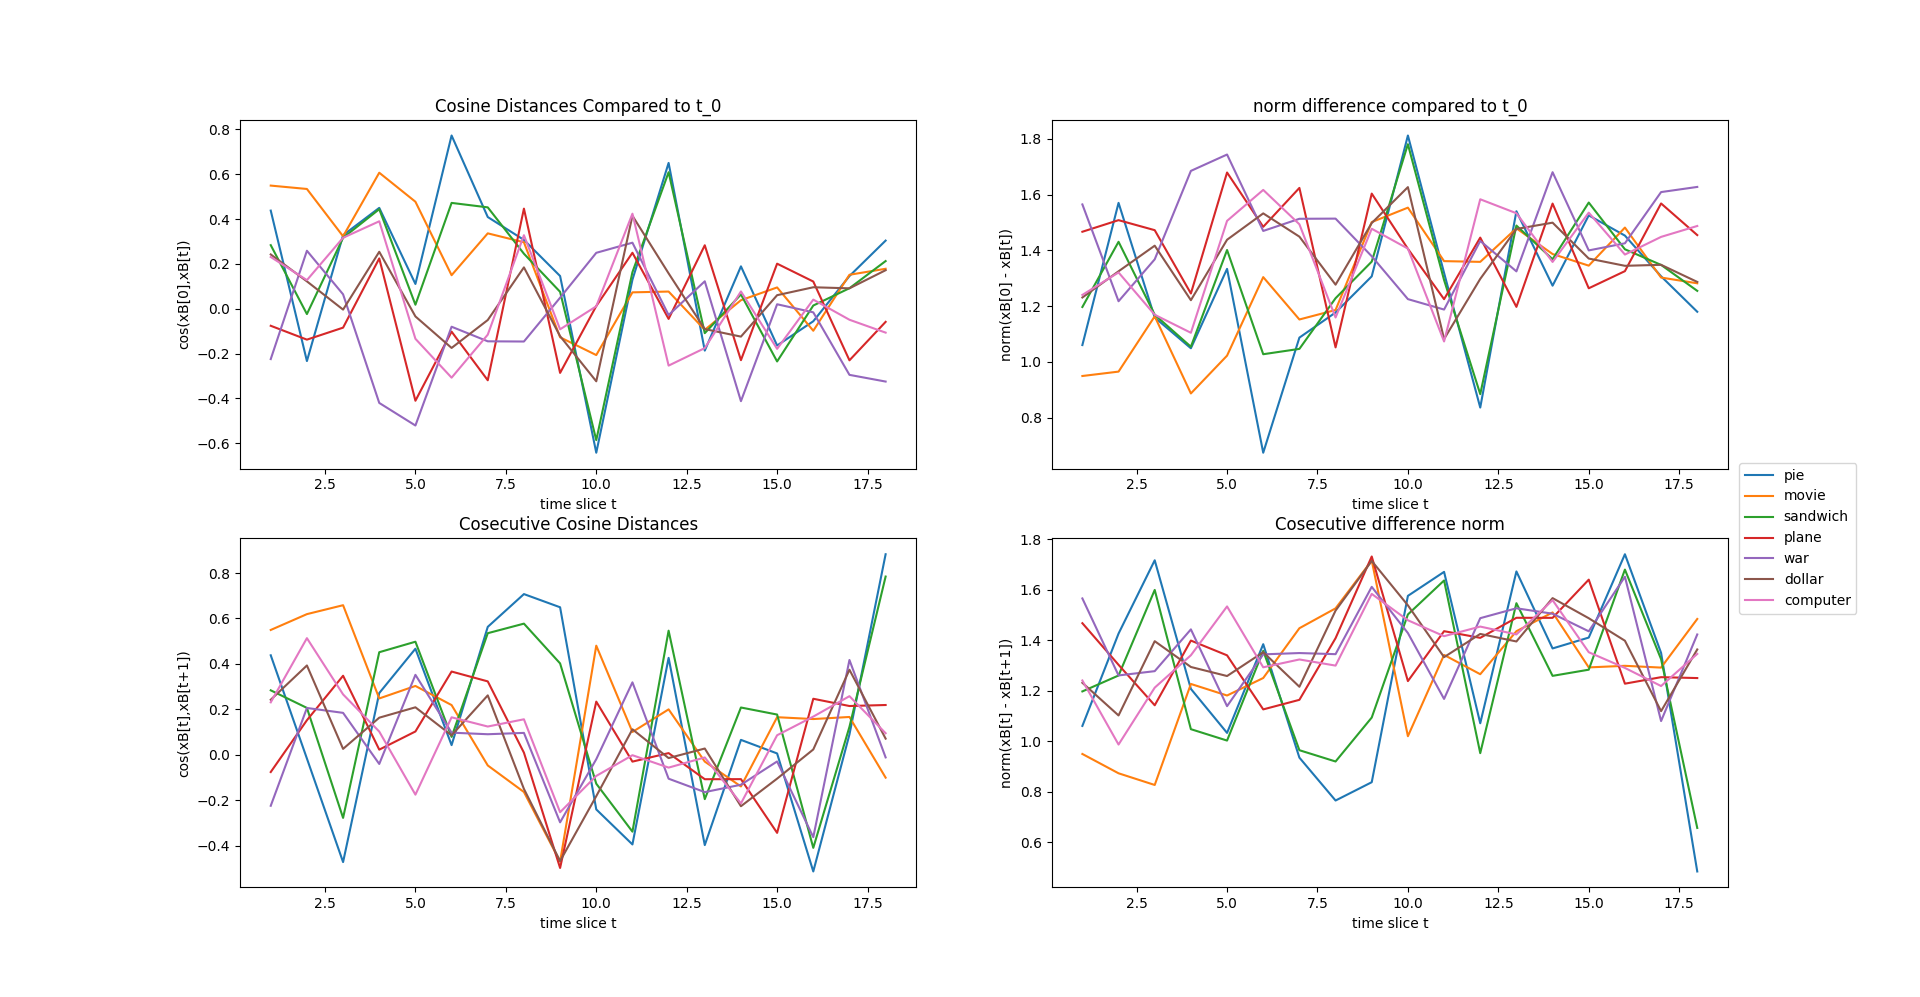 Cosine Distances Compared to t_0
cos(xB[0],xB[t])
0.8
0.6
0.4
0.2
0.0
−0.2
−0.4
−0.6
2.5 5.0 7.5 10.0 12.5 15.0 17.5
time slice t
norm difference compared to t_0
norm(xB[0] - xB[t])
1.8
1.6
1.4
1.2
1.0
0.8
2.5 5.0 7.5 10.0 12.5 15.0 17.5
time slice t
Cosecutive Cosine Distances
cos(xB[t],xB[t+1])
0.8
0.6
0.4
0.2
0.0
−0.2
−0.4
2.5 5.0 7.5 10.0 12.5 15.0 17.5
time slice t
Cosecutive difference norm
norm(xB[t] - xB[t+1])
1.8
1.6
1.4
1.2
1.0
0.8
0.6
2.5 5.0 7.5 10.0 12.5 15.0 17.5
time slice t
pie
movie
sandwich
plane
war
dollar
computer